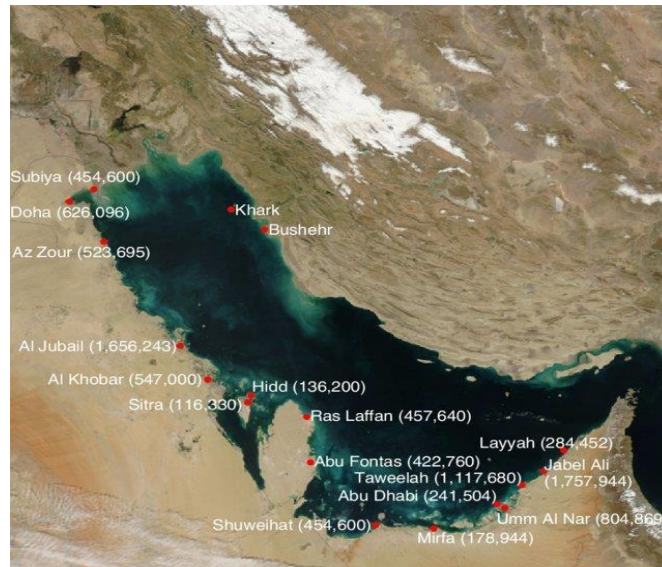 Subiya (454,600)
Doha (626,096)
Khark
Bushehr
Az Zour (523,695)
Al Jubail (1,656,243)
Al Khobar (547,000)
Hidd (136,200)
Sitra (116,330)
Ras Laffan (457,640)
Layyah (284,452)
Abu Fontas (422,760)
Jabel Ali
(1,757,944)
Taweelah (1,117,680)
Abu Dhabi (241,504)
Umm Al Nar (804,869)
Shuweihat (454,600)
Mirfa (178,944)